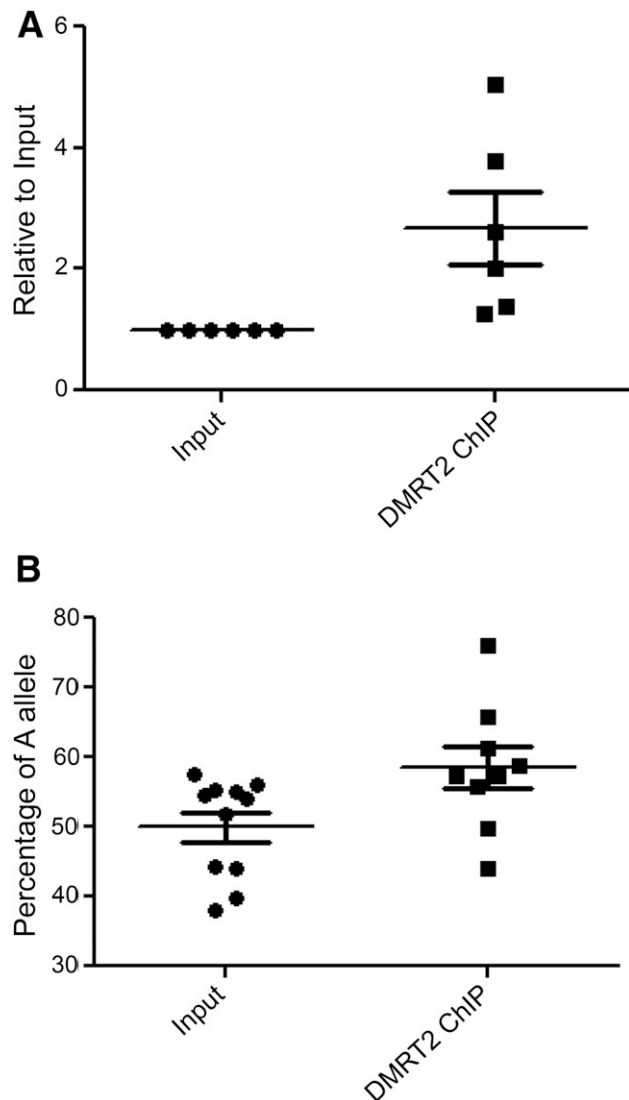 A
6
4
2
0
Relative to Input
Input
DMRT2 ChIP
B
80
70
60
50
40
30
Percentage of A allele
Input
DMRT2 ChIP